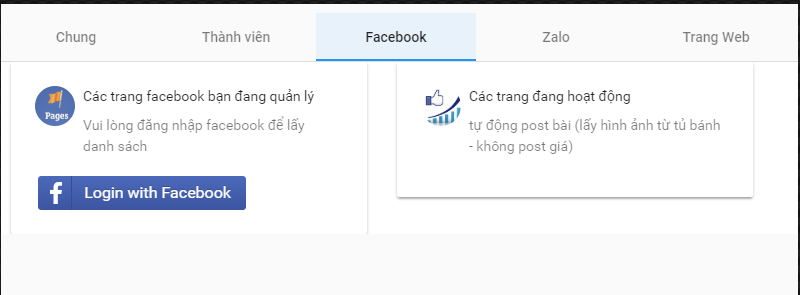 Chung
Thành viên
Facebook
Zalo
Trang Web
Pages
Các trang facebook bạn đang quản lý
Vui lòng đăng nhập facebook để lấy
danh sách
f Login with Facebook
Các trang đang hoạt động
tự động post bài (lấy hình ảnh từ tủ bánh
- không post giá)